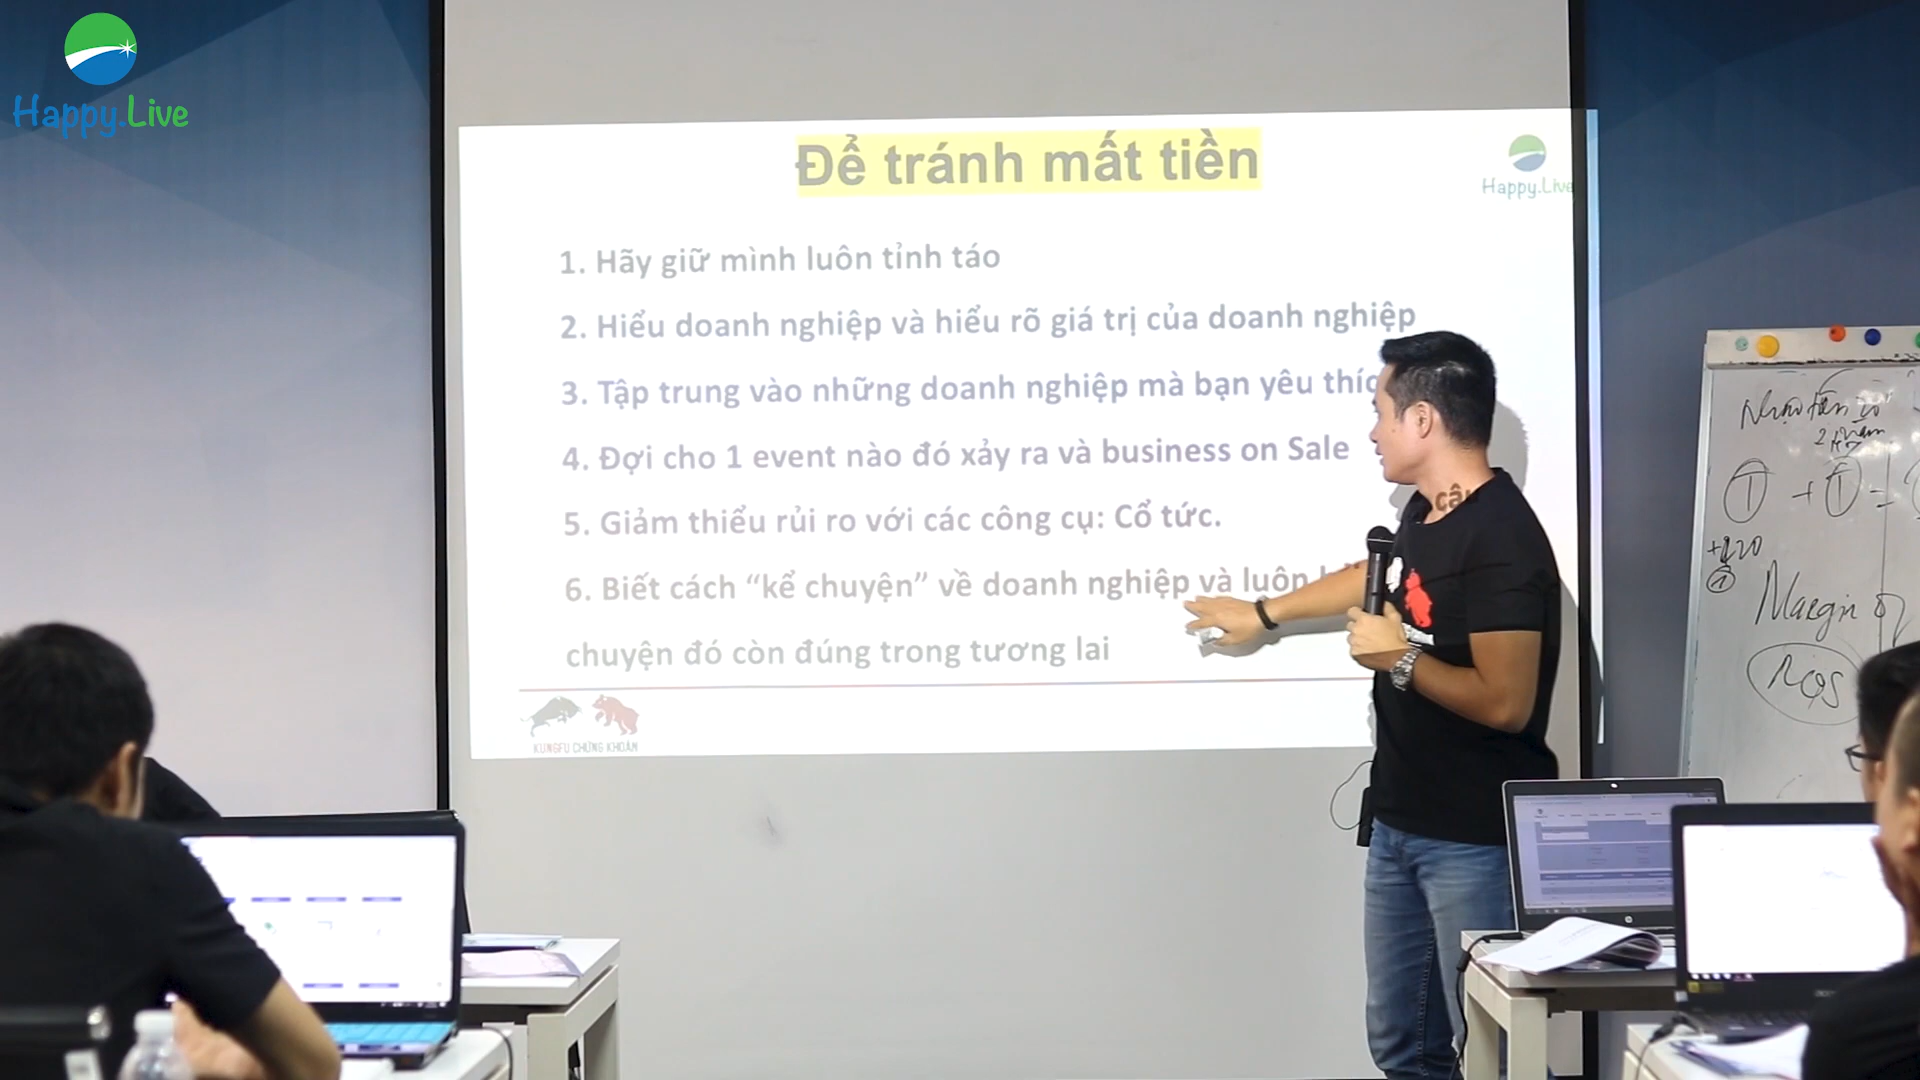 Happy.Live
Để tránh mất tiền
Happy.Live
1. Hãy giữ mình luôn tỉnh táo
2. Hiểu doanh nghiệp và hiểu rõ giá trị của doanh nghiệp
3. Tập trung vào những doanh nghiệp mà bạn yêu
4. Đợi cho 1 event nào đó xảy ra và business on Sale
5. Giảm thiểu rủi ro với các công cụ: Cổ tức.
6. Biết cách “kể chuyện” về doanh nghiệp và luôn
chuyện đó còn đúng trong tương lai
KUNGFU CHỨNG KHOÁN
2
1 + 1 =
Margin